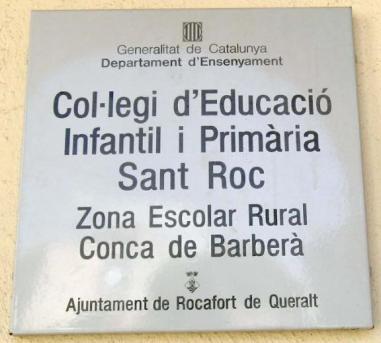 Generalitat de Catalunya
Departament d'Ensenyament
Col·legi d'Educació
Infantil i Primària
Sant Roc
Zona Escolar Rural
Conca de Barberà
Ajuntament de Rocafort de Queralt